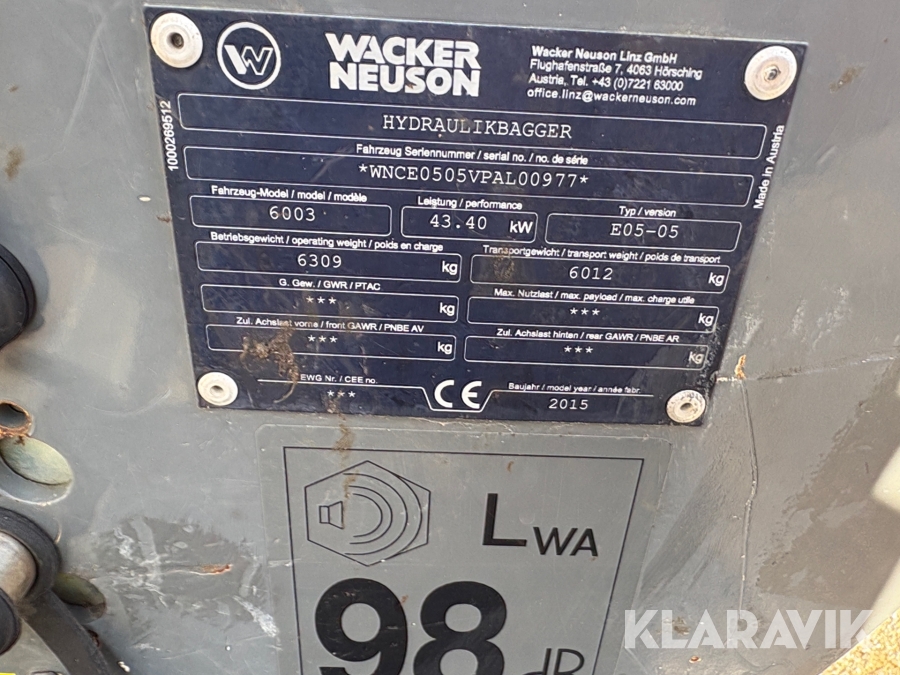 W
WACKER
NEUSON
Wacker Neuson Linz GmbH
Flughafenstraße 7, 4063 Hörsching
Austria, Tel. +43 (0)7221 63000
office.linz@wackerneuson.com
1000269512
HYDRAULIKBAGGER
Made in Austria
Fahrzeug Seriennummer / serial no. / no. de série
*WNCE0505VPAL00977*
Fahrzeug-Model / model / modèle
6003
Leistung / performance
43.40 kW
Typ / version
E05-05
Betriebsgewicht / operating weight / poids en charge
6309 kg
Transportgewicht / transport weight / poids de transport
6012 kg
G. Gew. / GWR / PTAC
*** kg
Max. Nutzlast / max. payload / max. charge utile
*** kg
Zul. Achslast vorne / front GAWR / PNBE AV
*** kg
Zul. Achslast hinten / rear GAWR / PNBE AR
*** kg
EWG Nr. / CEE no.
***
CE
Baujahr / model year / année fabr.
2015
LWA
98
dB
KLARAVIK